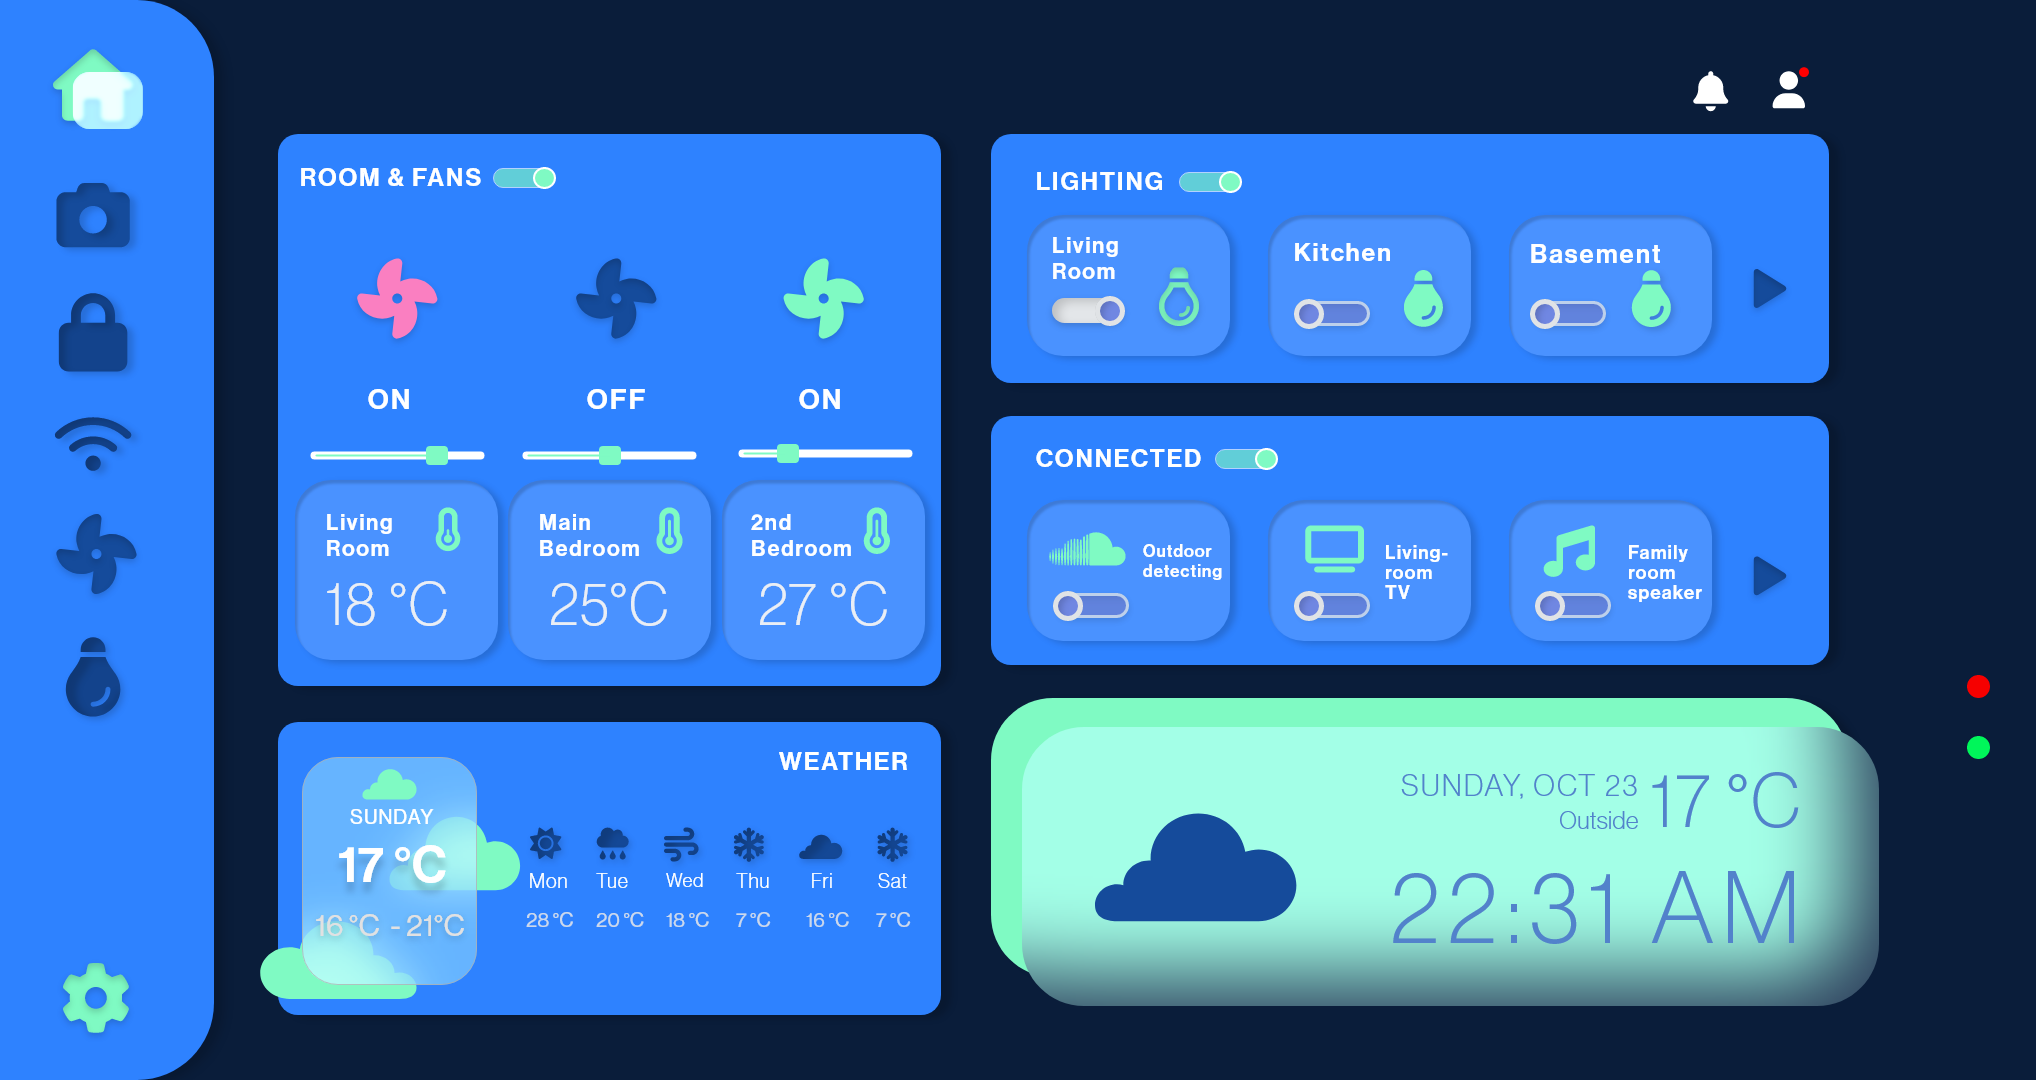 ROOM & FANS
ON
OFF
ON
Living
Room
18 °C
Main
Bedroom
25°C
2nd
Bedroom
27 °C
LIGHTING
Living
Room
Kitchen
Basement
CONNECTED
Outdoor
detecting
Living-
room
TV
Family
room
speaker
WEATHER
SUNDAY
17 °C
16 °C - 21°C
Mon
28 °C
Tue
20 °C
Wed
18 °C
Thu
7 °C
Fri
16 °C
Sat
7 °C
SUNDAY, OCT 23
Outside
17 °C
22:31 AM